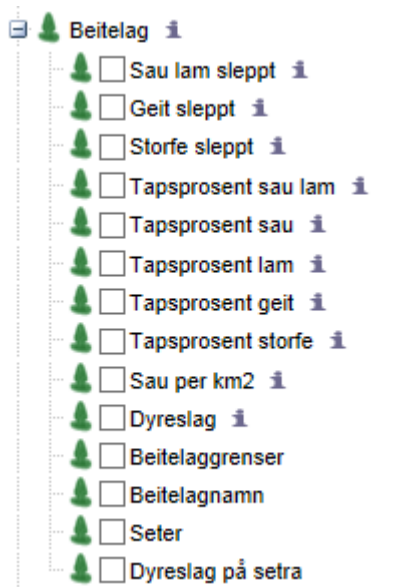 Beitelag
Sau lam sleppt
Geit sleppt
Storfe sleppt
Tapsprosent sau lam
Tapsprosent sau
Tapsprosent lam
Tapsprosent geit
Tapsprosent storfe
Sau per km2
Dyreslag
Beitelaggrenser
Beitelagnamn
Seter
Dyreslag på setra